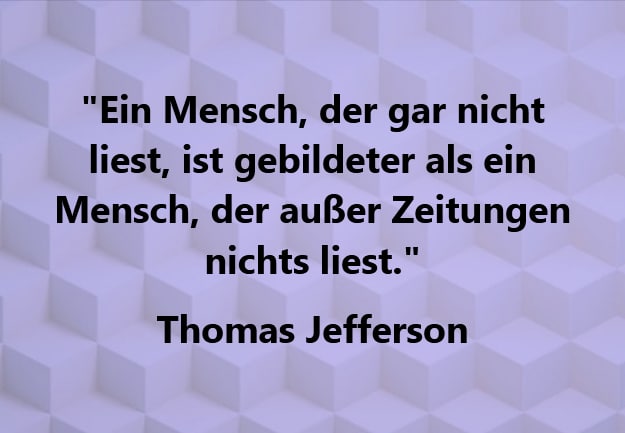 "Ein Mensch, der gar nicht
liest, ist gebildeter als ein
Mensch, der außer Zeitungen
nichts liest."
Thomas Jefferson